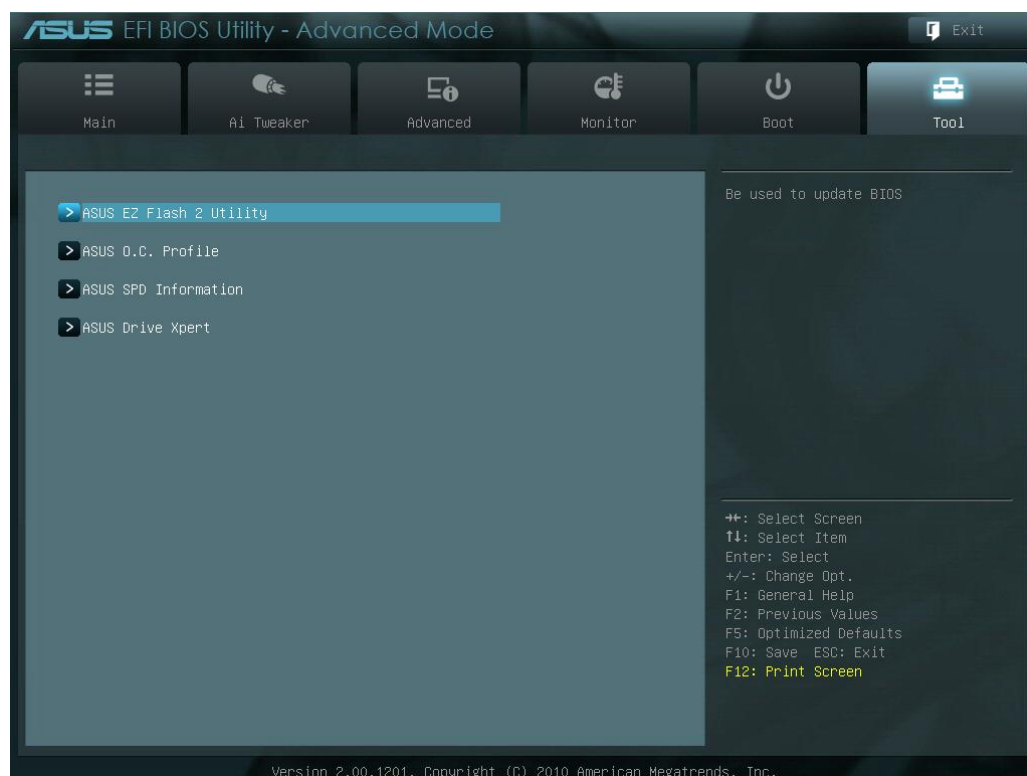 ASUS EFI BIOS Utility - Advanced Mode
Exit
Main
Ai Tweaker
Advanced
Monitor
Boot
Tool
> ASUS EZ Flash 2 Utility
> ASUS O.C. Profile
> ASUS SPD Information
> ASUS Drive Xpert
Be used to update BIOS
→←: Select Screen
↑↓: Select Item
Enter: Select
+/-: Change Opt.
F1: General Help
F2: Previous Values
F5: Optimized Defaults
F10: Save ESC: Exit
F12: Print Screen
Version 2.00.1201. Copyright (C) 2010 American Megatrends, Inc.